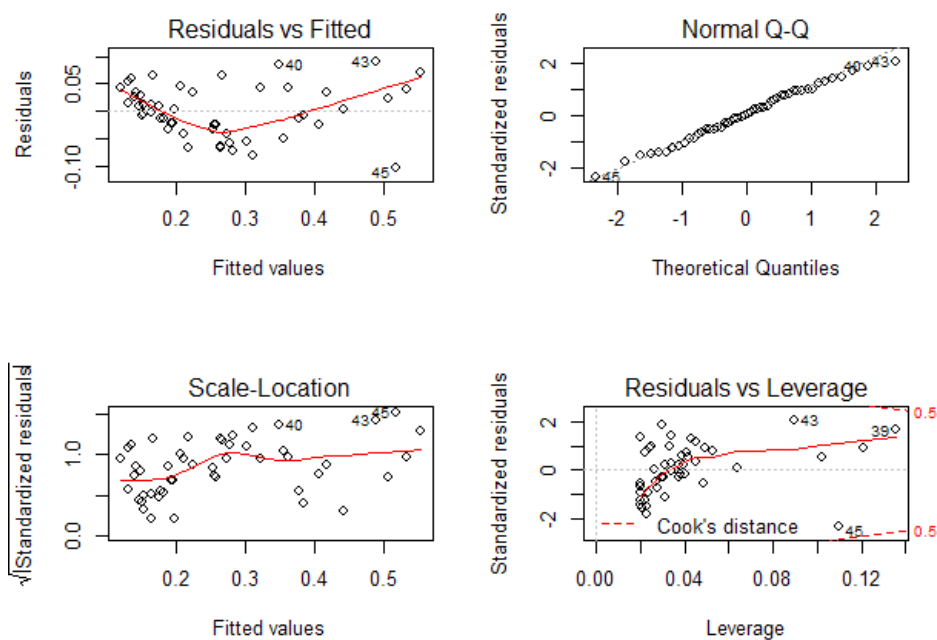 Residuals vs Fitted
Residuals
0.05
-0.10
40
43
45
0.2 0.3 0.4 0.5
Fitted values
Normal Q-Q
Standardized residuals
2
0
-2
45
40
43
-2 -1 0 1 2
Theoretical Quantiles
Scale-Location
√|Standardized residuals|
1.0
0.0
40
43
45
0.2 0.3 0.4 0.5
Fitted values
Residuals vs Leverage
Standardized residuals
2
0
-2
43
39
45
0.5
0.5
Cook's distance
0.00 0.04 0.08 0.12
Leverage